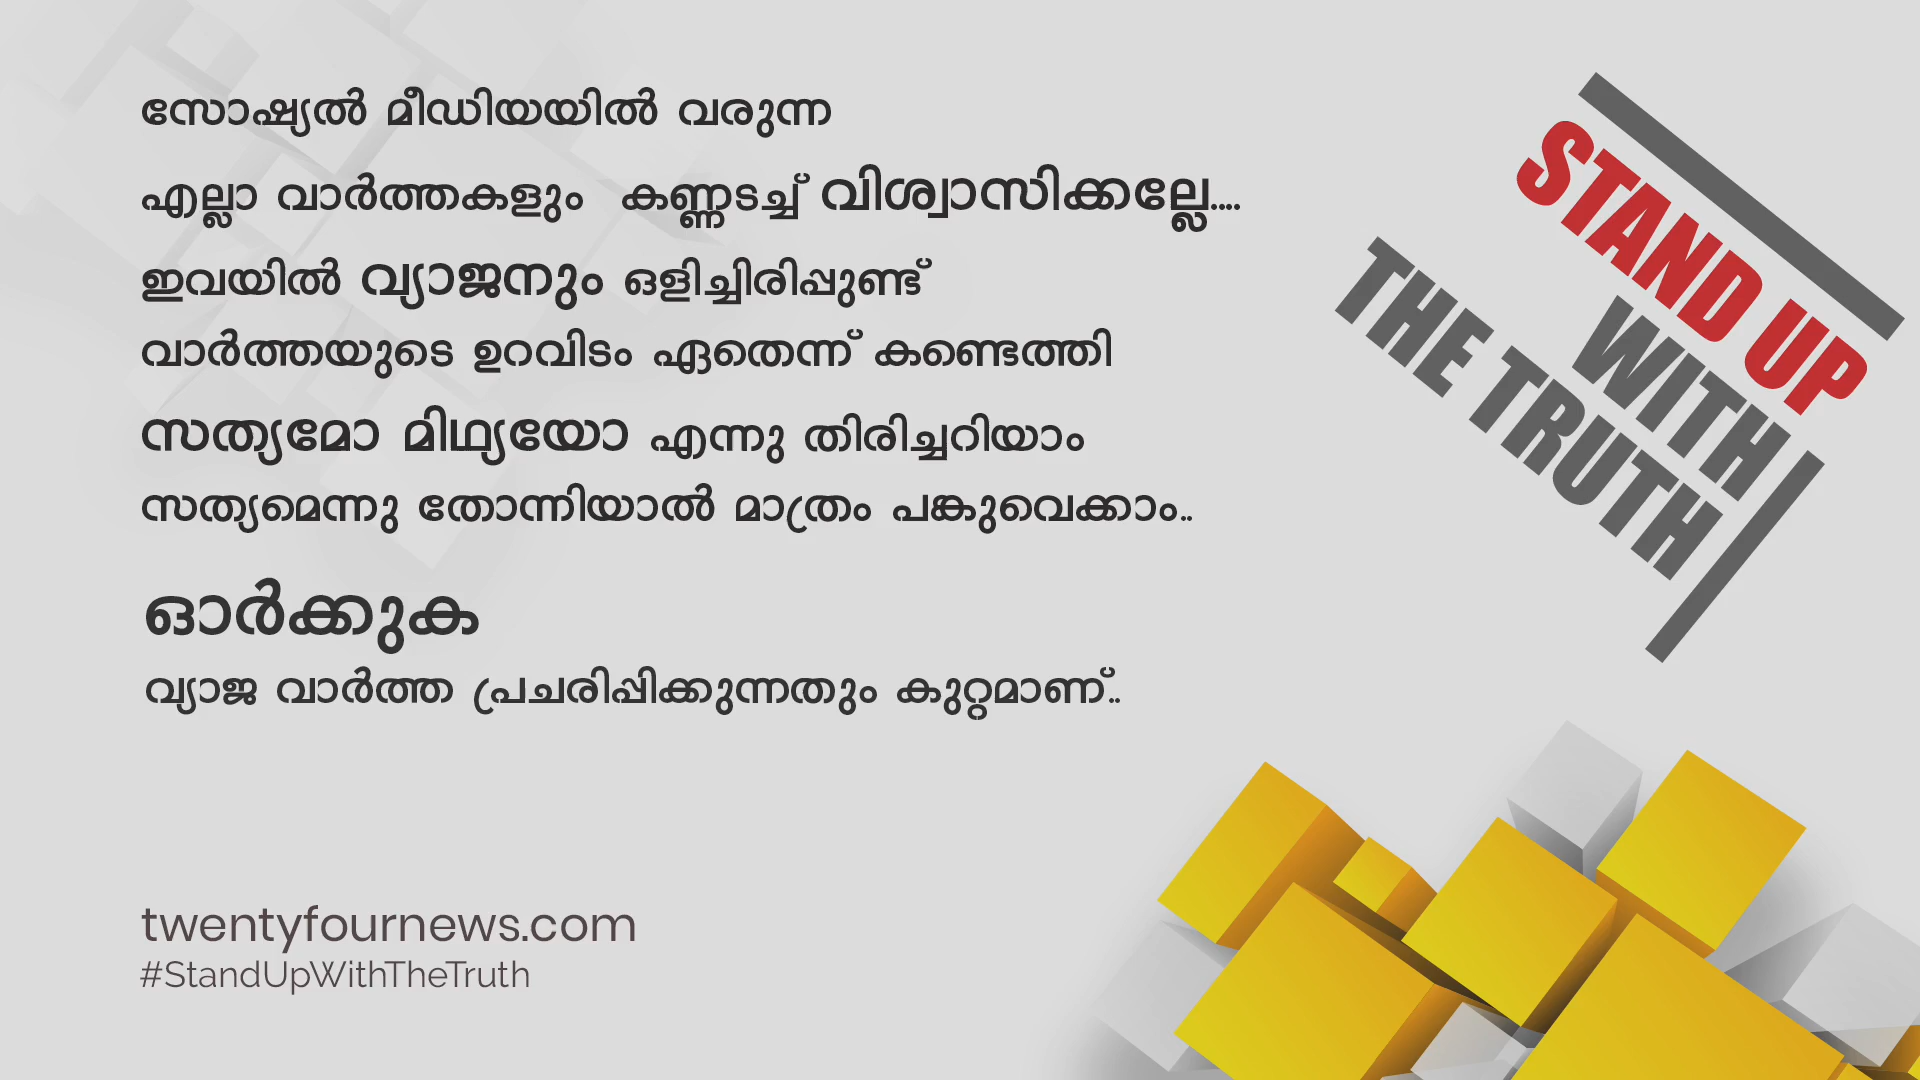 സോഷ്യൽ മീഡിയയിൽ വരുന്ന
എല്ലാ വാർത്തകളും കണ്ണടച്ച് വിശ്വാസിക്കല്ലേ....
ഇവയിൽ വ്യാജനും ഒളിച്ചിരിപ്പുണ്ട്
വാർത്തയുടെ ഉറവിടം ഏതെന്ന് കണ്ടെത്തി
സത്യമോ മിഥ്യയോ എന്നു തിരിച്ചറിയാം
സത്യമെന്നു തോന്നിയാൽ മാത്രം പങ്കുവെക്കാം..
ഓർക്കുക
വ്യാജ വാർത്ത പ്രചരിപ്പിക്കുന്നതും കുറ്റമാണ്..
STAND UP
WITH
THE TRUTH
twentyfournews.com
#StandUpWithTheTruth